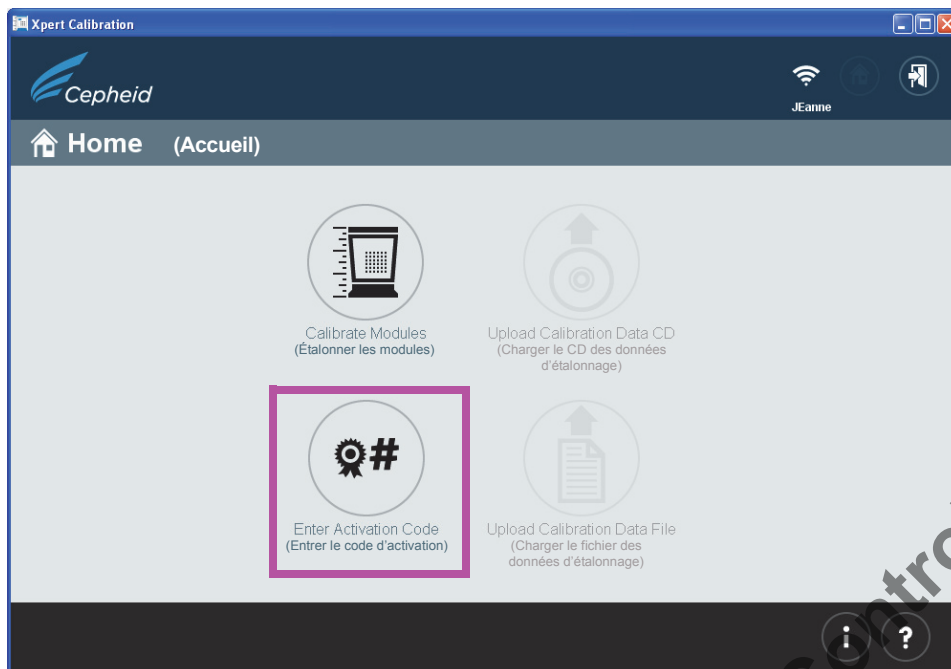 Xpert Calibration
Cepheid
JEanne
Home (Accueil)
Calibrate Modules
(Étalonner les modules)
Upload Calibration Data CD
(Charger le CD des données
d'étalonnage)
#
Enter Activation Code
(Entrer le code d'activation)
Upload Calibration Data File
(Charger le fichier des
données d'étalonnage)
i ?